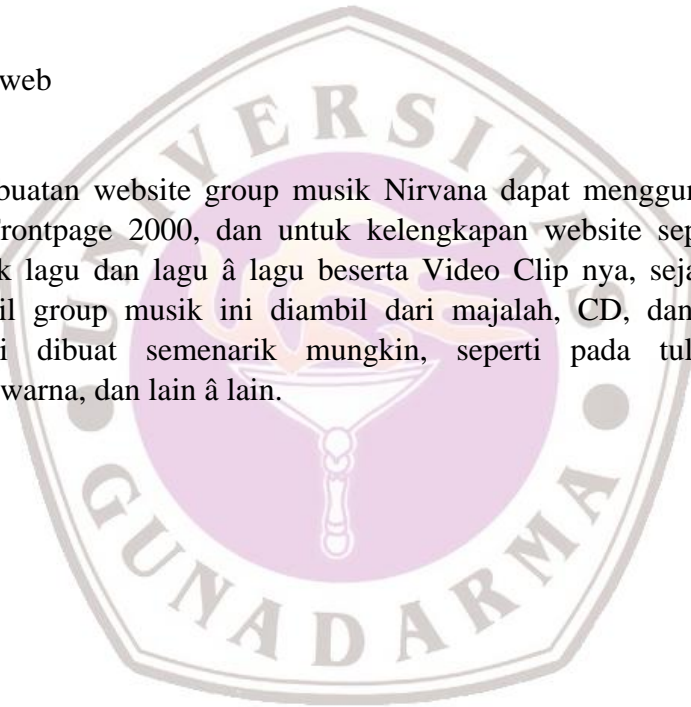 web
buatan website group musik Nirvana dapat menggun
Frontpage 2000, dan untuk kelengkapan website sep
k lagu dan lagu â lagu beserta Video Clip nya, seja
il group musik ini diambil dari majalah, CD, dan
i dibuat semenarik mungkin, seperti pada tul
warna, dan lain â lain.
UNIVERSITAS
GUNADARMA